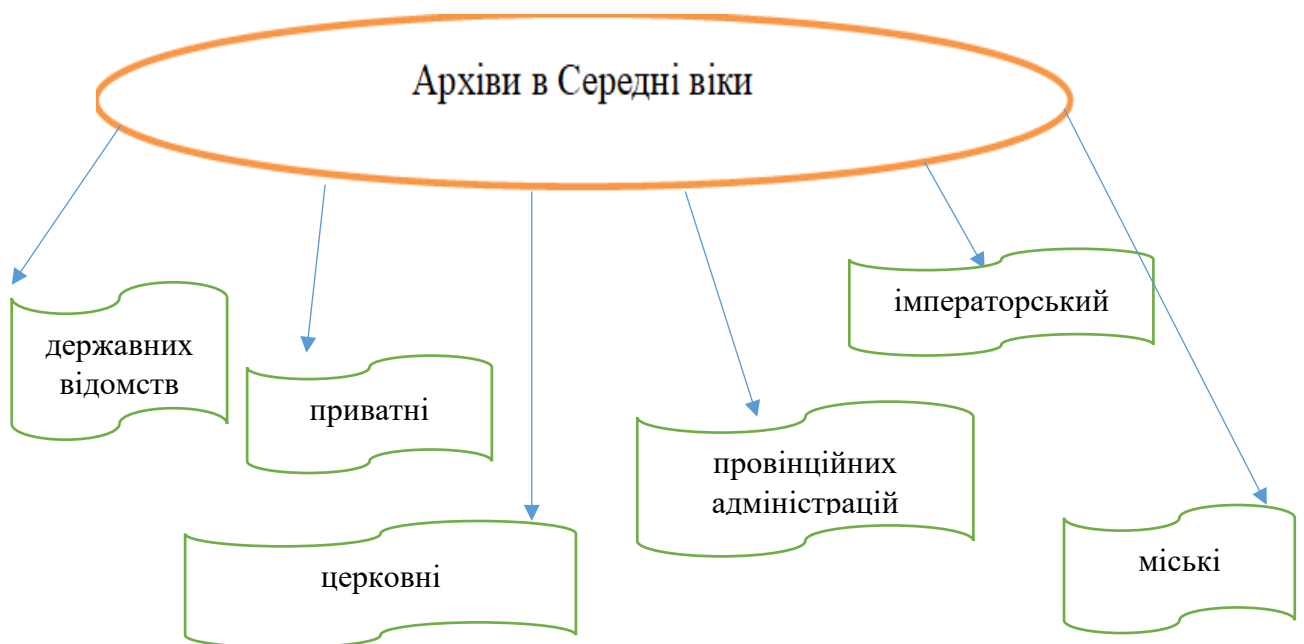 Архіви в Середні віки
імператорський
державних
відомств
приватні
провінційних
адміністрацій
міські
церковні